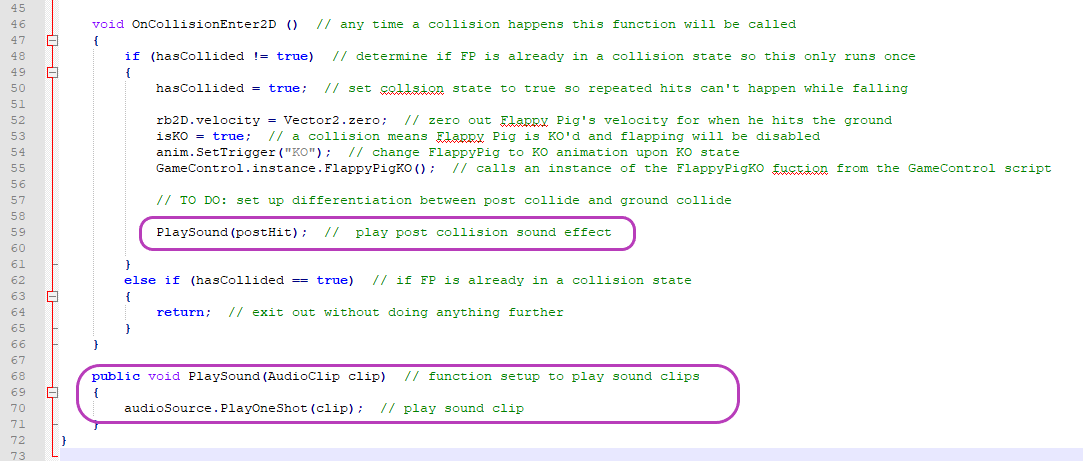 45
46 void OnCollisionEnter2D () // any time a collision happens this function will be called
47 {
48 if (hasCollided != true) // determine if FP is already in a collision state so this only runs once
49 {
50 hasCollided = true; // set collsion state to true so repeated hits can't happen while falling
51
52 rb2D.velocity = Vector2.zero; // zero out Flappy Pig's velocity for when he hits the ground
53 isKO = true; // a collision means Flappy Pig is KO'd and flapping will be disabled
54 anim.SetTrigger("KO"); // change FlappyPig to KO animation upon KO state
55 GameControl.instance.FlappyPigKO(); // calls an instance of the FlappyPigKO fuction from the GameControl script
56
57 // TO DO: set up differentiation between post collide and ground collide
58
59 PlaySound(postHit); // play post collision sound effect
60
61 }
62 else if (hasCollided == true) // if FP is already in a collision state
63 {
64 return; // exit out without doing anything further
65 }
66 }
67
68 public void PlaySound(AudioClip clip) // function setup to play sound clips
69 {
70 audioSource.PlayOneShot(clip); // play sound clip
71 }
72 }
73